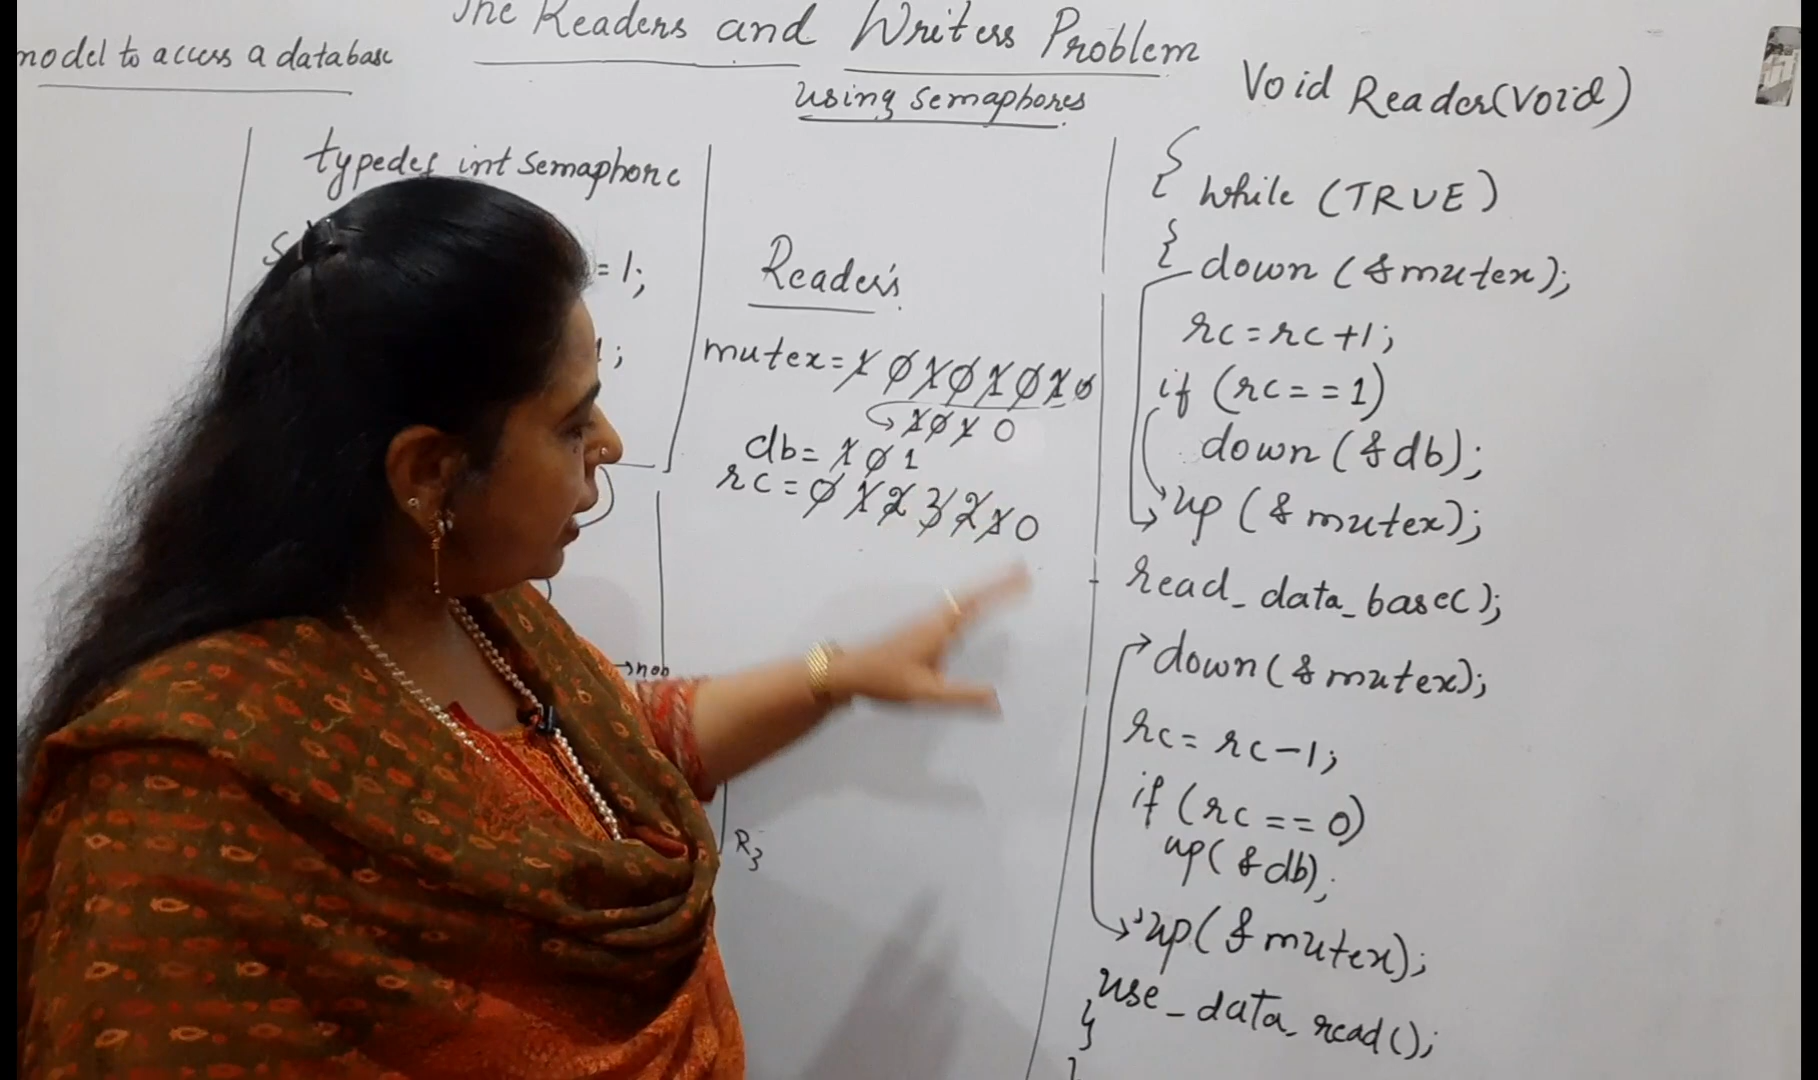 The Readers and Writers Problem
model to access a database
using semaphores
typedef int semaphore
= 1;
;
Reader's
mutex= 1 0 1 0 1 0 1 0
1 0 1 0
db= 1 0 1
rc = 0 1 2 3 2 1 0
R3
Void Reader(void)
{ while (TRUE)
{ down (&mutex);
rc = rc +1;
if (rc = = 1)
down (&db);
up (& mutex);
read_data_base();
down (& mutex);
rc = rc -1;
if (rc == 0)
up( & db);
up( & mutex);
use_data_read();
}